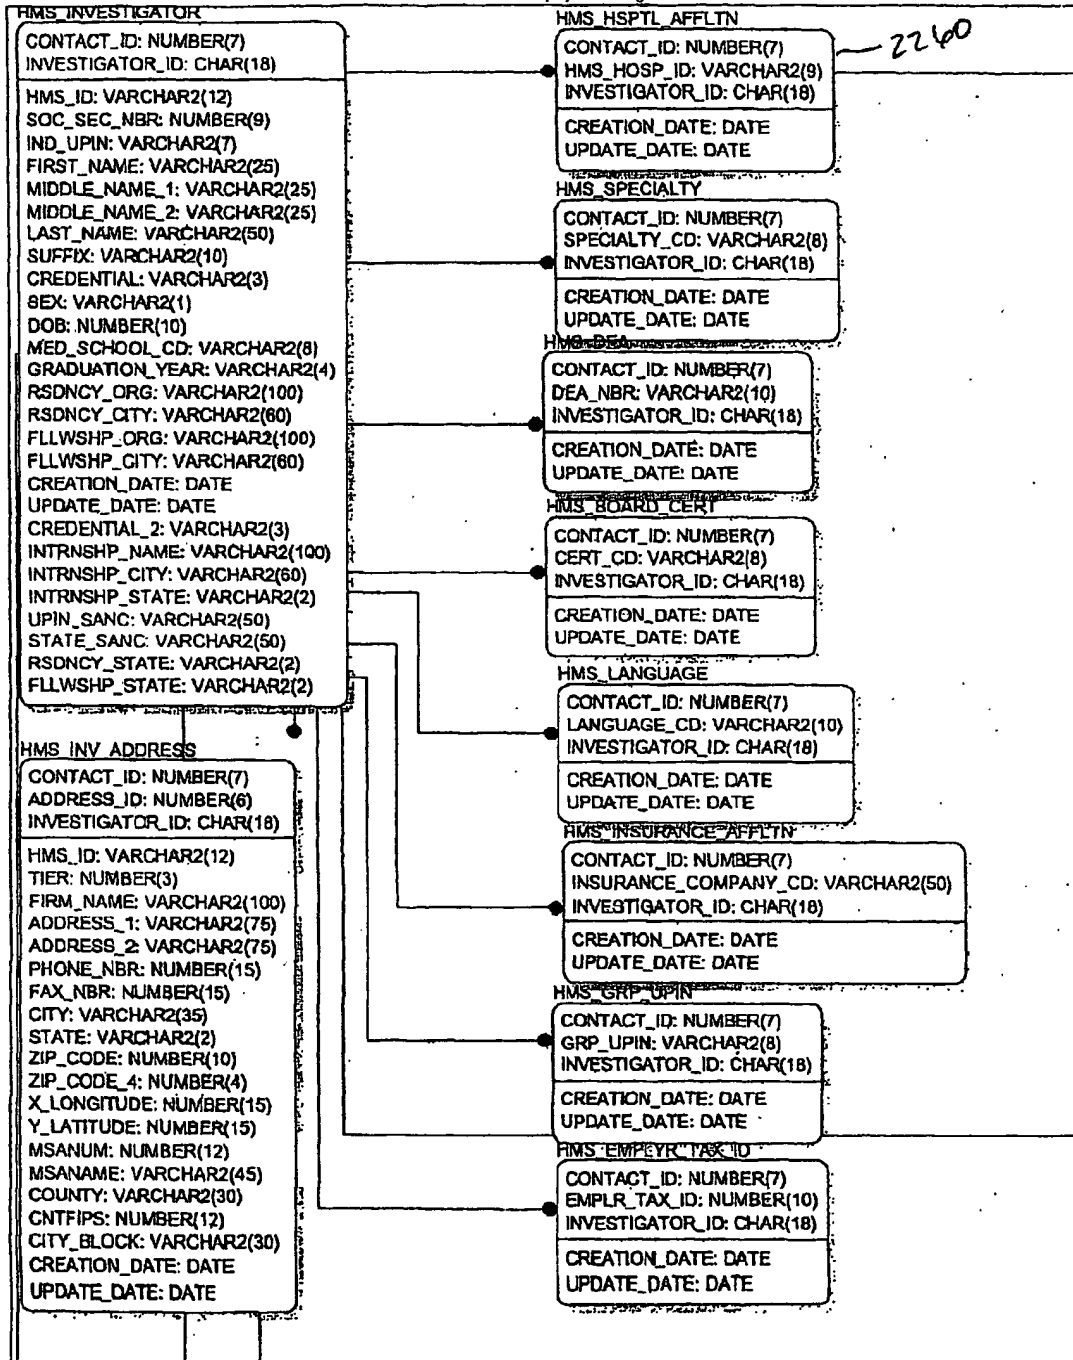 HMS_INVESTIGATOR
CONTACT_ID: NUMBER(7)
INVESTIGATOR_ID: CHAR(18)
HMS_ID: VARCHAR2(12)
SOC_SEC_NBR: NUMBER(9)
IND_UPIN: VARCHAR2(7)
FIRST_NAME: VARCHAR2(25)
MIDDLE_NAME_1: VARCHAR2(25)
MIDDLE_NAME_2: VARCHAR2(25)
LAST_NAME: VARCHAR2(50)
SUFFIX: VARCHAR2(10)
CREDENTIAL: VARCHAR2(3)
SEX: VARCHAR2(1)
DOB: NUMBER(10)
MED_SCHOOL_CD: VARCHAR2(8)
GRADUATION_YEAR: VARCHAR2(4)
RSDNCY_ORG: VARCHAR2(100)
RSDNCY_CITY: VARCHAR2(60)
FLLWSHP_ORG: VARCHAR2(100)
FLLWSHP_CITY: VARCHAR2(60)
CREATION_DATE: DATE
UPDATE_DATE: DATE
CREDENTIAL_2: VARCHAR2(3)
INTRNSHP_NAME: VARCHAR2(100)
INTRNSHP_CITY: VARCHAR2(60)
INTRNSHP_STATE: VARCHAR2(2)
UPIN_SANC: VARCHAR2(50)
STATE_SANC: VARCHAR2(50)
RSDNCY_STATE: VARCHAR2(2)
FLLWSHP_STATE: VARCHAR2(2)
HMS_INV_ADDRESS
CONTACT_ID: NUMBER(7)
ADDRESS_ID: NUMBER(6)
INVESTIGATOR_ID: CHAR(18)
HMS_ID: VARCHAR2(12)
TIER: NUMBER(3)
FIRM_NAME: VARCHAR2(100)
ADDRESS_1: VARCHAR2(75)
ADDRESS_2: VARCHAR2(75)
PHONE_NBR: NUMBER(15)
FAX_NBR: NUMBER(15)
CITY: VARCHAR2(35)
STATE: VARCHAR2(2)
ZIP_CODE: NUMBER(10)
ZIP_CODE_4: NUMBER(4)
X_LONGITUDE: NUMBER(15)
Y_LATITUDE: NUMBER(15)
MSANUM: NUMBER(12)
MSANAME: VARCHAR2(45)
COUNTY: VARCHAR2(30)
CNTFIPS: NUMBER(12)
CITY_BLOCK: VARCHAR2(30)
CREATION_DATE: DATE
UPDATE_DATE: DATE
HMS_HSPTL_AFFLTN
CONTACT_ID: NUMBER(7)
HMS_HOSP_ID: VARCHAR2(9)
INVESTIGATOR_ID: CHAR(18)
CREATION_DATE: DATE
UPDATE_DATE: DATE
2260
HMS_SPECIALTY
CONTACT_ID: NUMBER(7)
SPECIALTY_CD: VARCHAR2(8)
INVESTIGATOR_ID: CHAR(18)
CREATION_DATE: DATE
UPDATE_DATE: DATE
HMS_DEA
CONTACT_ID: NUMBER(7)
DEA_NBR: VARCHAR2(10)
INVESTIGATOR_ID: CHAR(18)
CREATION_DATE: DATE
UPDATE_DATE: DATE
HMS_BOARD_CERT
CONTACT_ID: NUMBER(7)
CERT_CD: VARCHAR2(8)
INVESTIGATOR_ID: CHAR(18)
CREATION_DATE: DATE
UPDATE_DATE: DATE
HMS_LANGUAGE
CONTACT_ID: NUMBER(7)
LANGUAGE_CD: VARCHAR2(10)
INVESTIGATOR_ID: CHAR(18)
CREATION_DATE: DATE
UPDATE_DATE: DATE
HMS_INSURANCE_AFFLTN
CONTACT_ID: NUMBER(7)
INSURANCE_COMPANY_CD: VARCHAR2(50)
INVESTIGATOR_ID: CHAR(18)
CREATION_DATE: DATE
UPDATE_DATE: DATE
HMS_GRP_UPIN
CONTACT_ID: NUMBER(7)
GRP_UPIN: VARCHAR2(8)
INVESTIGATOR_ID: CHAR(18)
CREATION_DATE: DATE
UPDATE_DATE: DATE
HMS_EMPLYR_TAX_ID
CONTACT_ID: NUMBER(7)
EMPLR_TAX_ID: NUMBER(10)
INVESTIGATOR_ID: CHAR(18)
CREATION_DATE: DATE
UPDATE_DATE: DATE